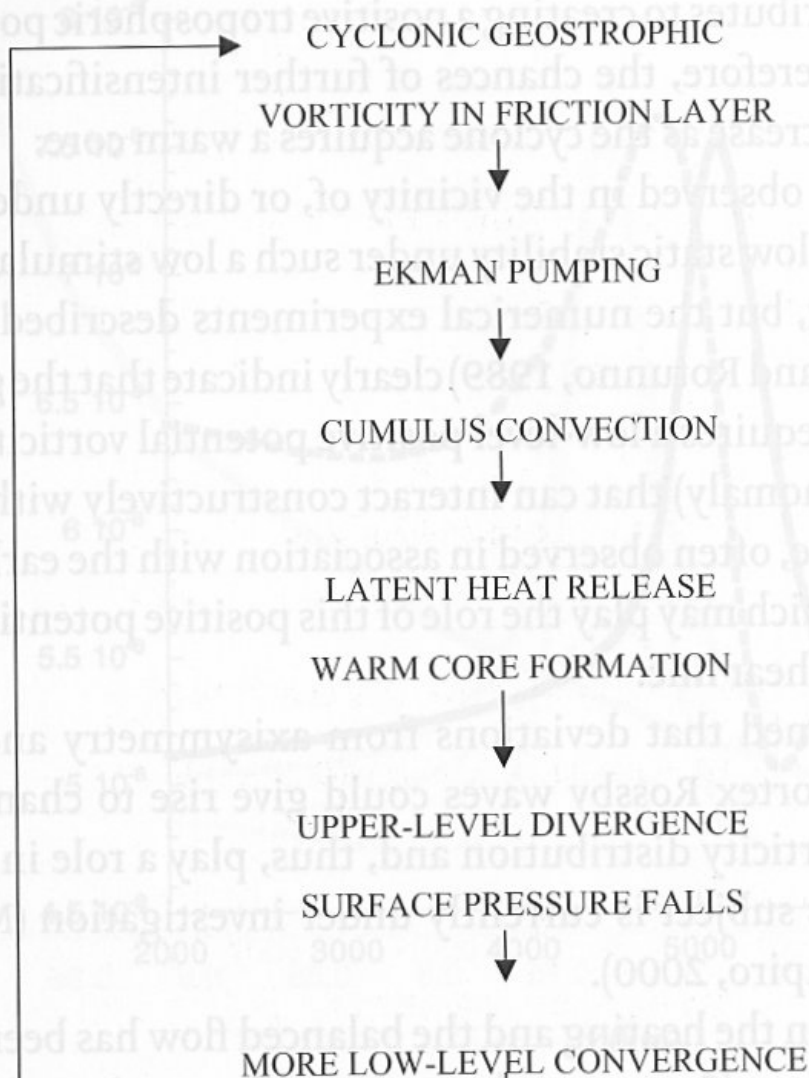 CYCLONIC GEOSTROPHIC
VORTICITY IN FRICTION LAYER
EKMAN PUMPING
CUMULUS CONVECTION
LATENT HEAT RELEASE
WARM CORE FORMATION
UPPER-LEVEL DIVERGENCE
SURFACE PRESSURE FALLS
MORE LOW-LEVEL CONVERGENCE